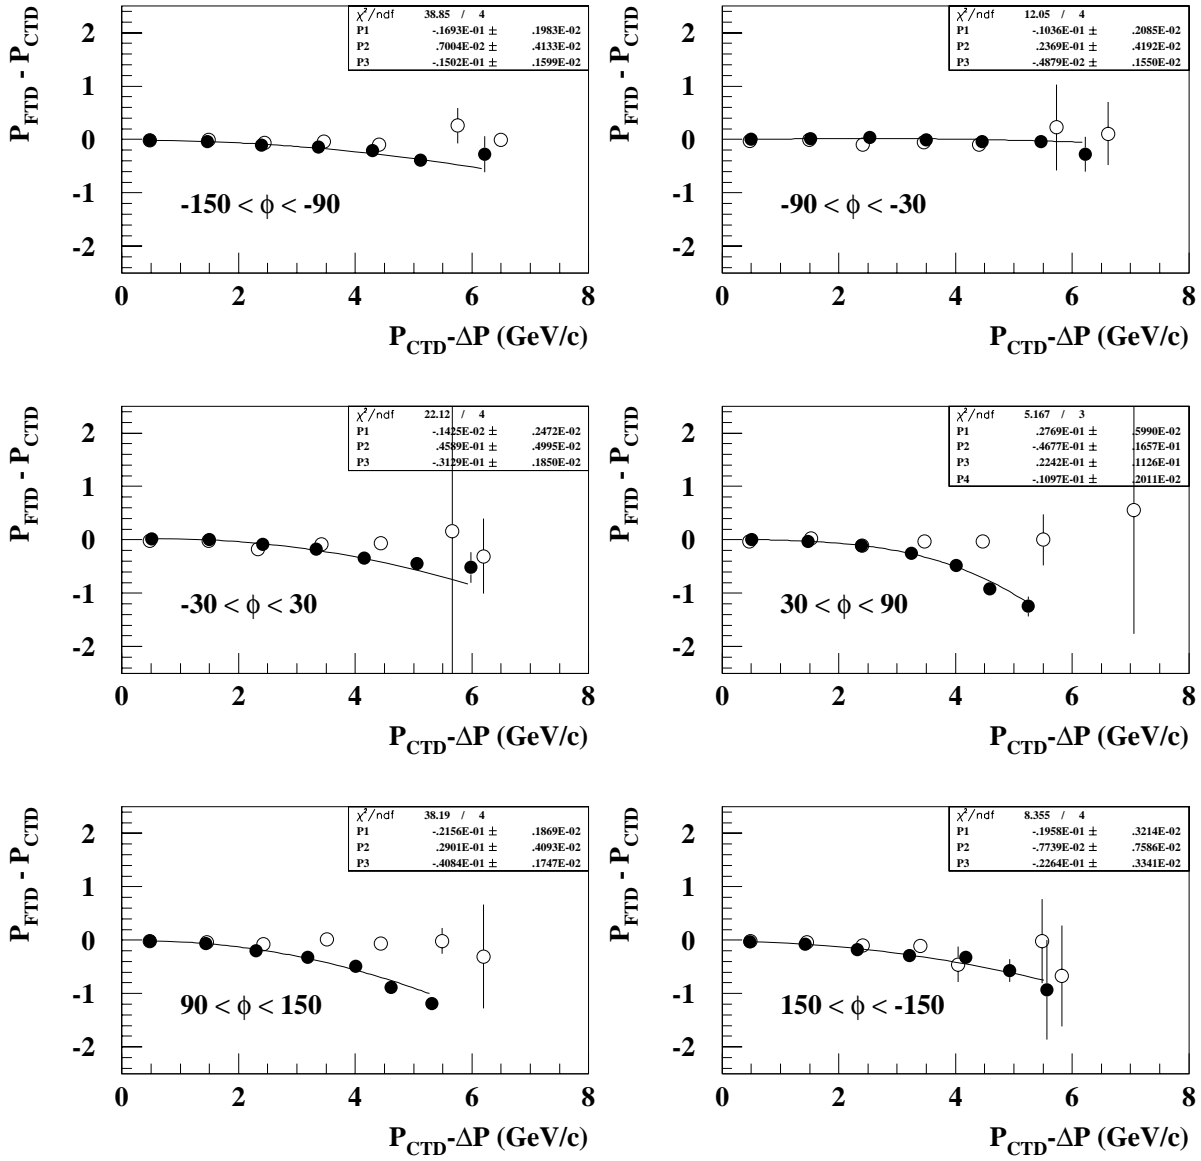 χ²/ndf 38.85 / 4
P1 -.1693E-01 ± .1983E-02
P2 .7004E-02 ± .4133E-02
P3 -.1502E-01 ± .1599E-02
P_FTD - P_CTD
2
1
0
-1
-2
-150 < ϕ < -90
0 2 4 6 8
P_CTD-ΔP (GeV/c)
χ²/ndf 12.05 / 4
P1 -.1036E-01 ± .2085E-02
P2 .2369E-01 ± .4192E-02
P3 -.4879E-02 ± .1550E-02
P_FTD - P_CTD
2
1
0
-1
-2
-90 < ϕ < -30
0 2 4 6 8
P_CTD-ΔP (GeV/c)
χ²/ndf 22.12 / 4
P1 -.1425E-02 ± .2472E-02
P2 .4589E-01 ± .4995E-02
P3 -.3129E-01 ± .1850E-02
P_FTD - P_CTD
2
1
0
-1
-2
-30 < ϕ < 30
0 2 4 6 8
P_CTD-ΔP (GeV/c)
χ²/ndf 5.167 / 3
P1 .2769E-01 ± .5990E-02
P2 -.4677E-01 ± .1657E-01
P3 .2242E-01 ± .1126E-01
P4 -.1097E-01 ± .2011E-02
P_FTD - P_CTD
2
1
0
-1
-2
30 < ϕ < 90
0 2 4 6 8
P_CTD-ΔP (GeV/c)
χ²/ndf 38.19 / 4
P1 -.2156E-01 ± .1869E-02
P2 .2901E-01 ± .4093E-02
P3 -.4084E-01 ± .1747E-02
P_FTD - P_CTD
2
1
0
-1
-2
90 < ϕ < 150
0 2 4 6 8
P_CTD-ΔP (GeV/c)
χ²/ndf 8.355 / 4
P1 -.1958E-01 ± .3214E-02
P2 -.7739E-02 ± .7586E-02
P3 -.2264E-01 ± .3341E-02
P_FTD - P_CTD
2
1
0
-1
-2
150 < ϕ < -150
0 2 4 6 8
P_CTD-ΔP (GeV/c)